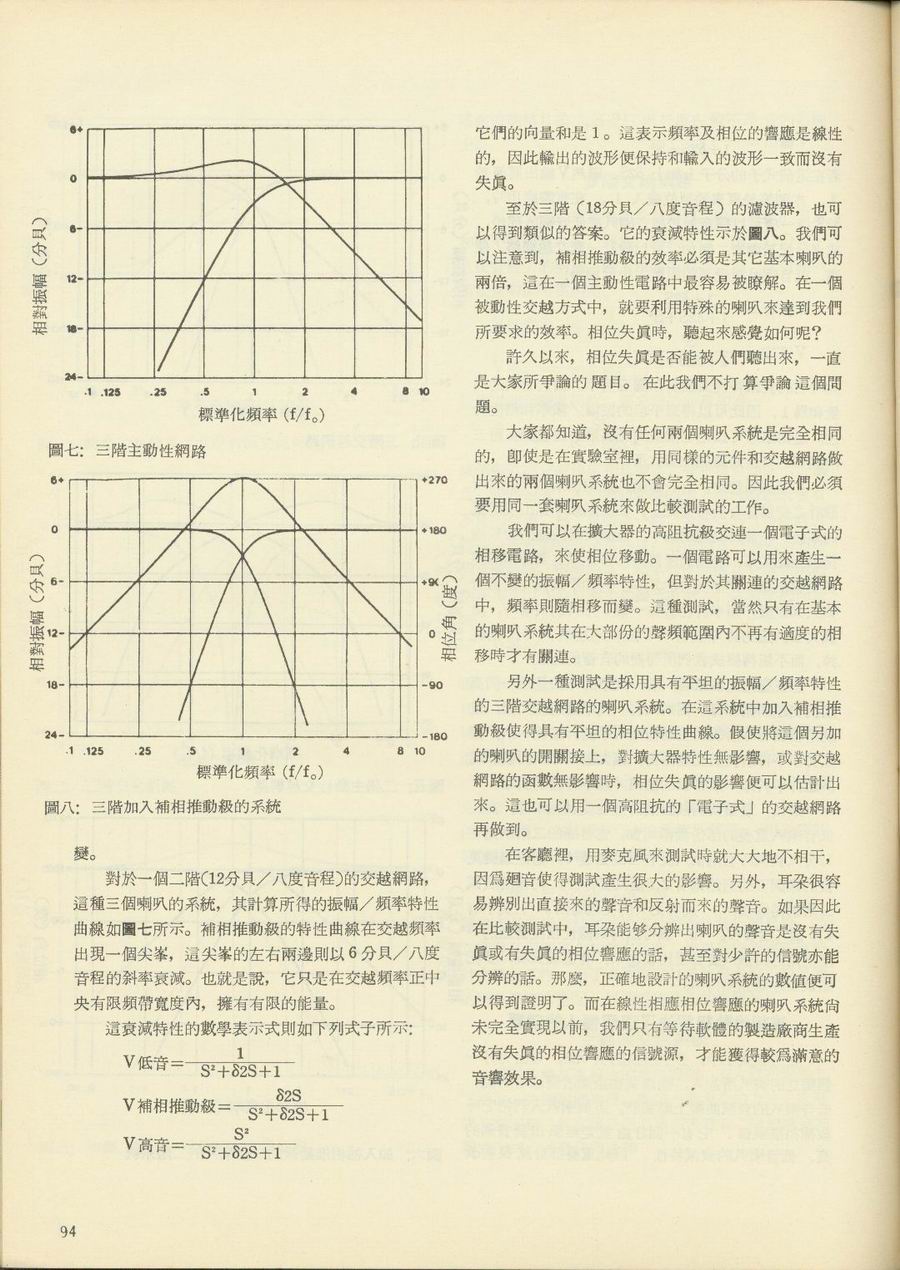 6+
0
6-
12-
18-
24-
相對振幅（分貝）
.1 .125 .25 .5 1 2 4 8 10
標準化頻率 (f/f₀)
圖七：三階主動性網路
6+
0
6-
12-
18-
24-
相對振幅（分貝）
+270
+180
+90
0
-90
-180
相位角（度）
.1 .125 .25 .5 1 2 4 8 10
標準化頻率 (f/f₀)
圖八：三階加入補相推動級的系統
變。
對於一個二階(12分貝／八度音程)的交越網路，
這種三個喇叭的系統，其計算所得的振幅／頻率特性
曲線如圖七所示。補相推動級的特性曲線在交越頻率
出現一個尖峯，這尖峯的左右兩邊則以6分貝／八度
音程的斜率衰減。也就是說，它只是在交越頻率正中
央有限頻帶寬度內，擁有有限的能量。
這衰減特性的數學表示式則如下列式子所示：
V低音＝1/(S²+δ2S+1)
V補相推動級＝δ2S/(S²+δ2S+1)
V高音＝S²/(S²+δ2S+1)
94
它們的向量和是1。這表示頻率及相位的響應是線性
的，因此輸出的波形便保持和輸入的波形一致而沒有
失眞。
至於三階（18分貝／八度音程）的濾波器，也可
以得到類似的答案。它的衰減特性示於圖八。我們可
以注意到，補相推動級的效率必須是其它基本喇叭的
兩倍，這在一個主動性電路中最容易被瞭解。在一個
被動性交越方式中，就要利用特殊的喇叭來達到我們
所要求的效率。相位失眞時，聽起來感覺如何呢？
許久以來，相位失眞是否能被人們聽出來，一直
是大家所爭論的題目。在此我們不打算爭論這個問
題。
大家都知道，沒有任何兩個喇叭系統是完全相同
的，卽使是在實驗室裡，用同樣的元件和交越網路做
出來的兩個喇叭系統也不會完全相同。因此我們必須
要用同一套喇叭系統來做比較測試的工作。
我們可以在擴大器的高阻抗級交連一個電子式的
相移電路，來使相位移動。一個電路可以用來產生一
個不變的振幅／頻率特性，但對於其關連的交越網路
中，頻率則隨相移而變。這種測試，當然只有在基本
的喇叭系統其在大部份的聲頻範圍內不再有適度的相
移時才有關連。
另外一種測試是採用具有平坦的振幅／頻率特性
的三階交越網路的喇叭系統。在這系統中加入補相推
動級使得具有平坦的相位特性曲線。假使將這個另加
的喇叭的開關接上，對擴大器特性無影響，或對交越
網路的函數無影響時，相位失眞的影響便可以估計出
來。這也可以用一個高阻抗的「電子式」的交越網路
再做到。
在客廳裡，用麥克風來測試時就大大地不相干，
因爲廻音使得測試產生很大的影響。另外，耳朶很容
易辨別出直接來的聲音和反射而來的聲音。如果因此
在比較測試中，耳朶能够分辨出喇叭的聲音是沒有失
眞或有失眞的相位響應的話，甚至對少許的信號亦能
分辨的話。那麽，正確地設計的喇叭系統的數值便可
以得到證明了。而在線性相應相位響應的喇叭系統尙
未完全實現以前，我們只有等待軟體的製造廠商生產
沒有失眞的相位響應的信號源，才能獲得較爲滿意的
音響效果。